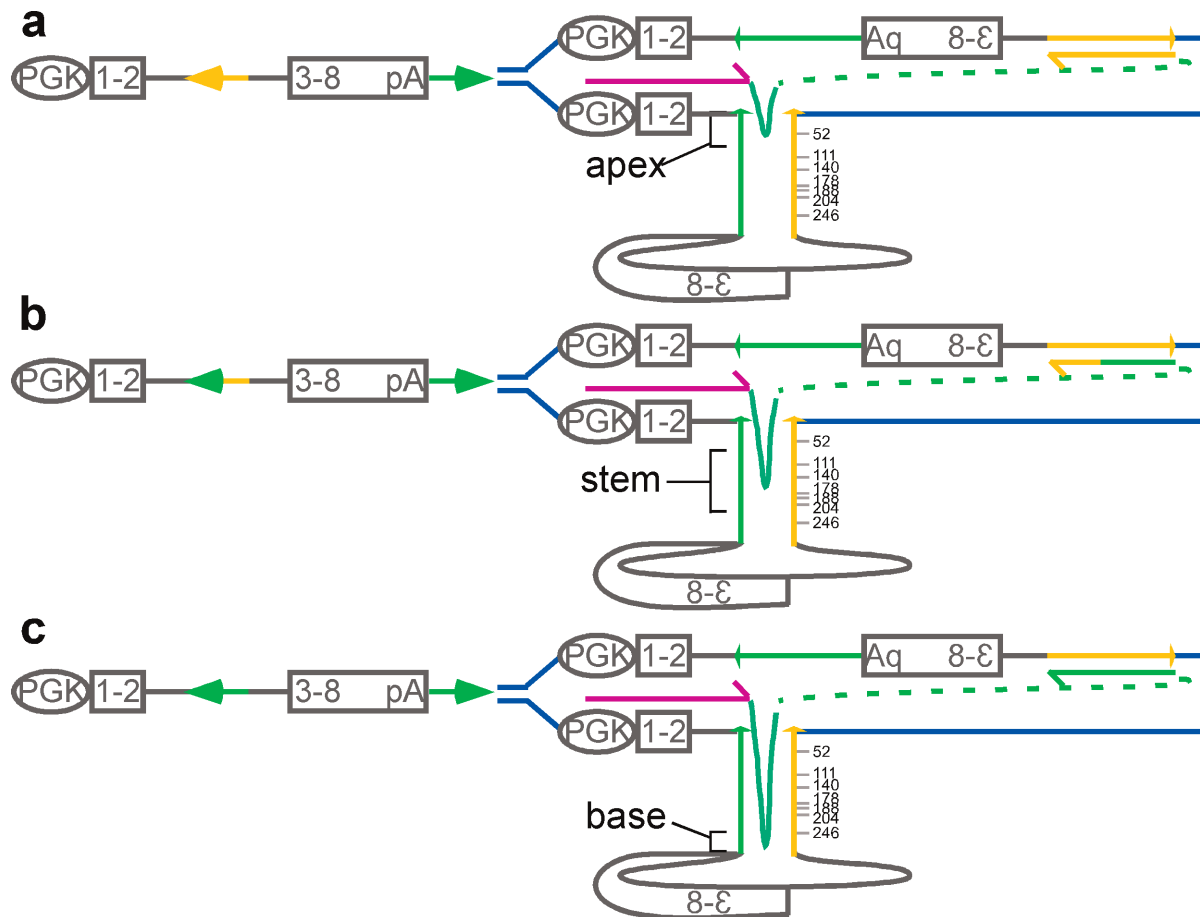 a
PGK 1-2 Aq 8-Ɛ
PGK 1-2 3-8 pA
PGK 1-2
52
apex
111
140
178
188
204
246
8-Ɛ
b
PGK 1-2 Aq 8-Ɛ
PGK 1-2 3-8 pA
PGK 1-2
52
stem
111
140
178
188
204
246
8-Ɛ
c
PGK 1-2 Aq 8-Ɛ
PGK 1-2 3-8 pA
PGK 1-2
52
111
140
178
188
204
base
246
8-Ɛ